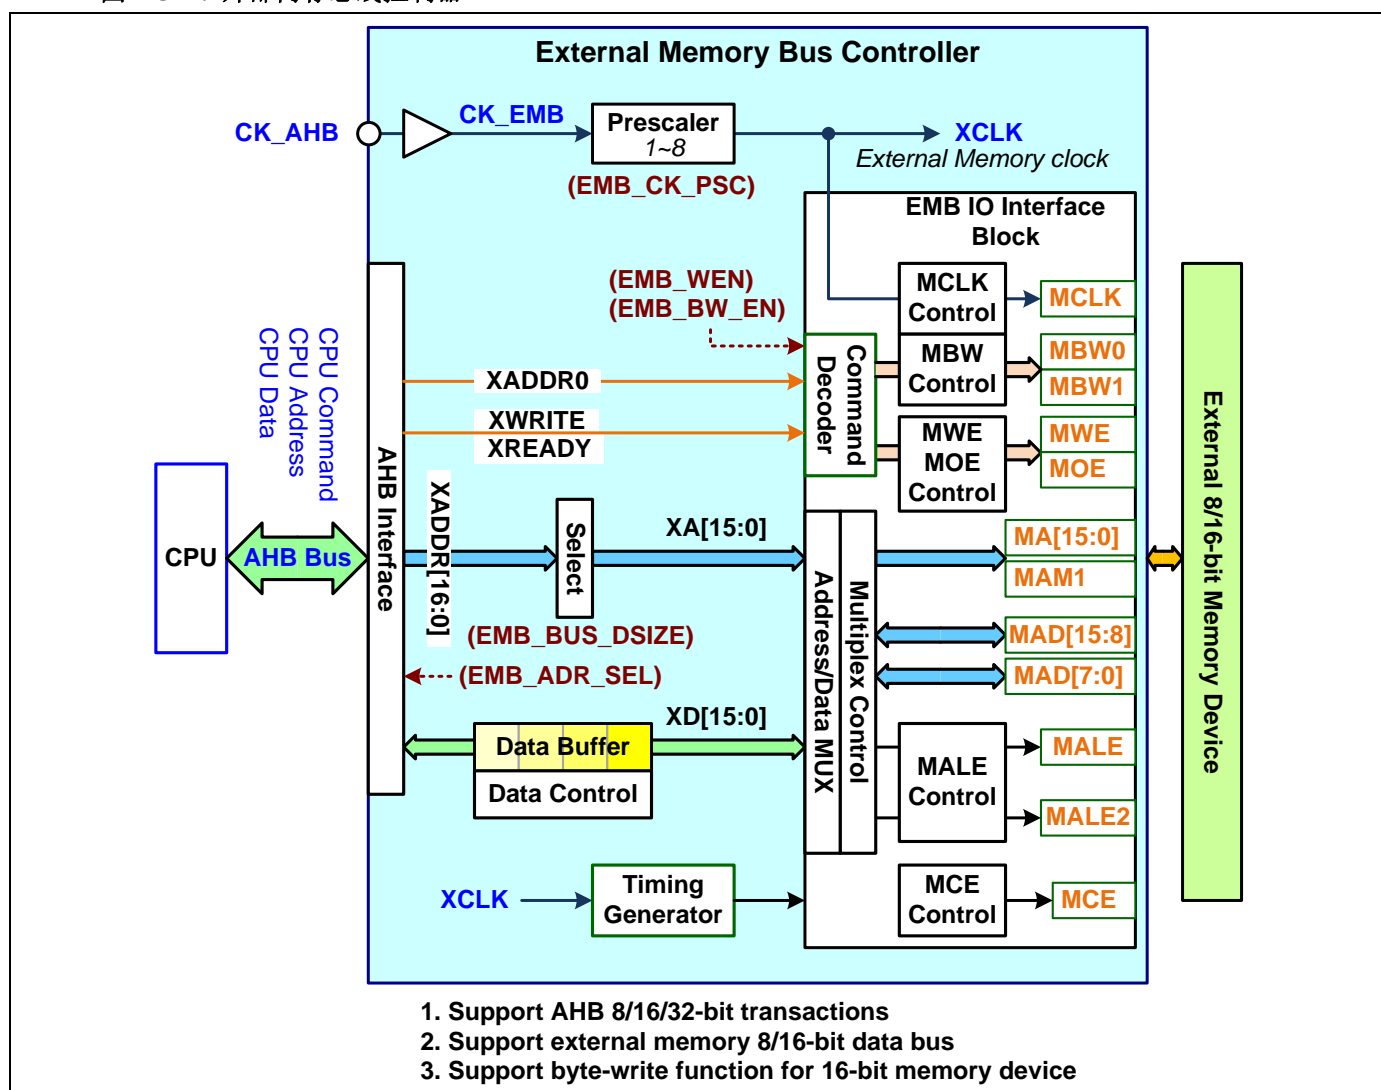 External Memory Bus Controller
CK_AHB
CK_EMB
Prescaler
1~8
(EMB_CK_PSC)
XCLK
External Memory clock
EMB IO Interface
Block
(EMB_WEN)
(EMB_BW_EN)
MCLK
Control
MCLK
Command
Decoder
MBW
Control
MBW0
MBW1
XADDR0
XWRITE
XREADY
MWE
MOE
Control
MWE
MOE
CPU Command
CPU Address
CPU Data
CPU
AHB Bus
AHB Interface
XADDR[16:0]
Select
XA[15:0]
(EMB_BUS_DSIZE)
(EMB_ADR_SEL)
XD[15:0]
Data Buffer
Data Control
Address/Data MUX
Multiplex Control
MA[15:0]
MAM1
MAD[15:8]
MAD[7:0]
MALE
Control
MALE
MALE2
XCLK
Timing
Generator
MCE
Control
MCE
External 8/16-bit Memory Device
1. Support AHB 8/16/32-bit transactions
2. Support external memory 8/16-bit data bus
3. Support byte-write function for 16-bit memory device